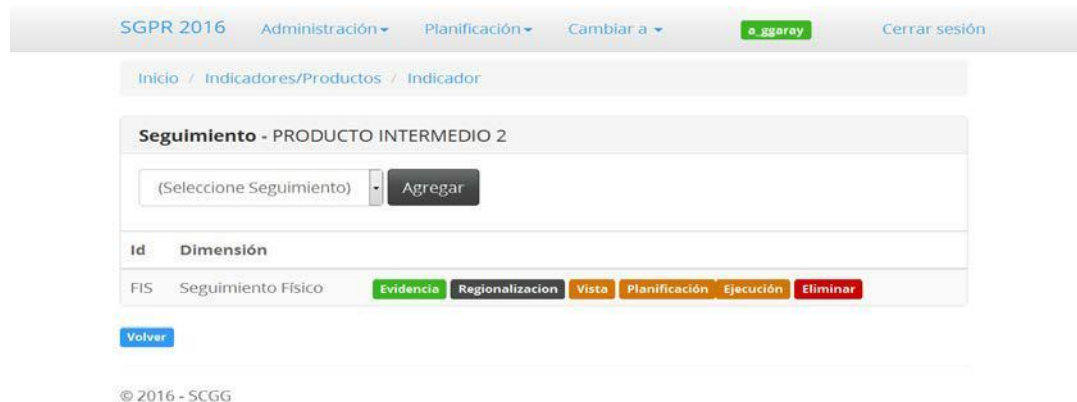 SGPR 2016 Administración Planificación Cambiar a a_ggaray Cerrar sesión
Inicio / Indicadores/Productos / Indicador
Seguimiento - PRODUCTO INTERMEDIO 2
(Seleccione Seguimiento) Agregar
Id Dimensión
FIS Seguimiento Físico Evidencia Regionalizacion Vista Planificación Ejecución Eliminar
Volver
© 2016 - SCGG